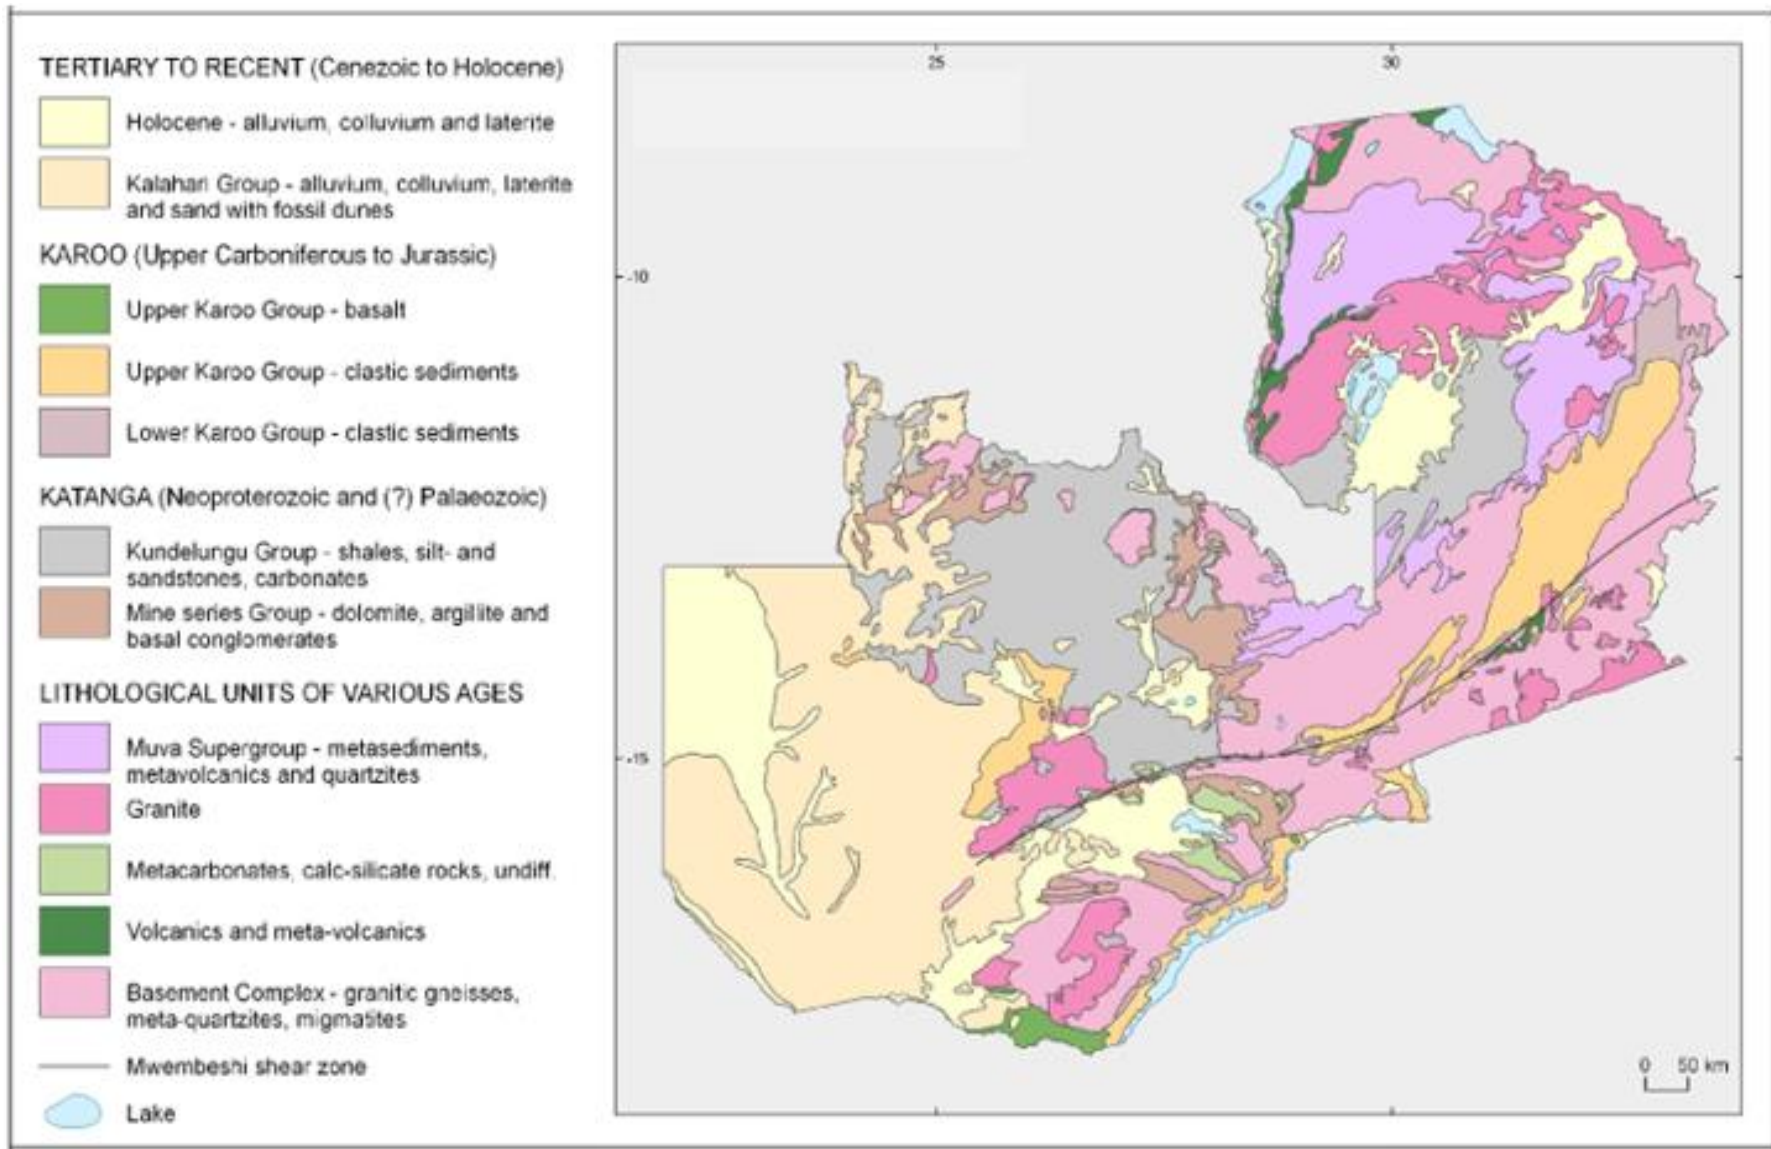 TERTIARY TO RECENT (Cenezoic to Holocene)
Holocene - alluvium, colluvium and laterite
Kalahari Group - alluvium, colluvium, laterite
and sand with fossil dunes
KAROO (Upper Carboniferous to Jurassic)
Upper Karoo Group - basalt
Upper Karoo Group - clastic sediments
Lower Karoo Group - clastic sediments
KATANGA (Neoproterozoic and (?) Palaeozoic)
Kundelungu Group - shales, silt- and
sandstones, carbonates
Mine series Group - dolomite, argillite and
basal conglomerates
LITHOLOGICAL UNITS OF VARIOUS AGES
Muva Supergroup - metasediments,
metavolcanics and quartzites
Granite
Metacarbonates, calc-silicate rocks, undiff.
Volcanics and meta-volcanics
Basement Complex - granitic gneisses,
meta-quartzites, migmatites
Mwembeshi shear zone
Lake
25
30
-10
-15
0 50 km